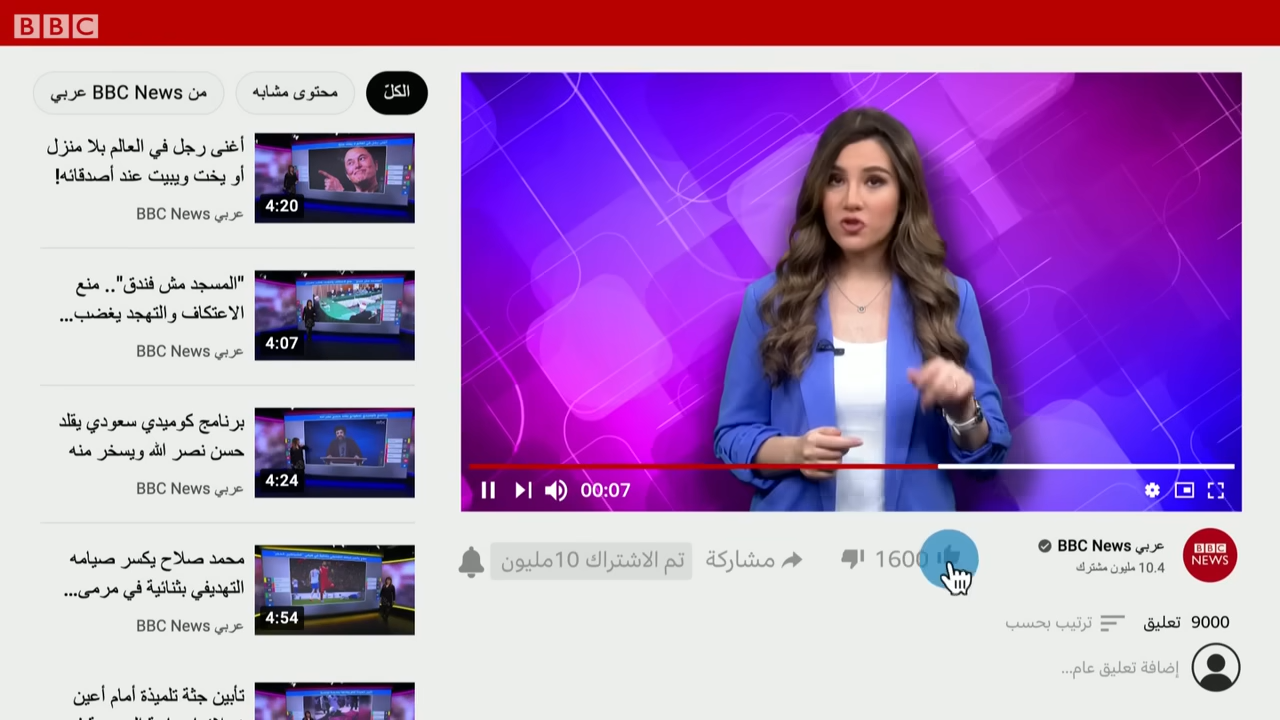 BBC
الكلّ
محتوى مشابه
من BBC News عربي
أغنى رجل في العالم بلا منزل
أو يخت ويبيت عند أصدقائه!
عربي BBC News
4:20
"المسجد مش فندق".. منع
الاعتكاف والتهجد يغضب...
عربي BBC News
4:07
برنامج كوميدي سعودي يقلد
حسن نصر الله ويسخر منه
عربي BBC News
4:24
محمد صلاح يكسر صيامه
التهديفي بثنائية في مرمى...
عربي BBC News
4:54
تأبين جثة تلميذة أمام أعين
00:07
BBC
NEWS
عربي BBC News
10.4 مليون مشترك
1600
مشاركة
تم الاشتراك 10مليون
9000 تعليق
ترتيب بحسب
إضافة تعليق عام...